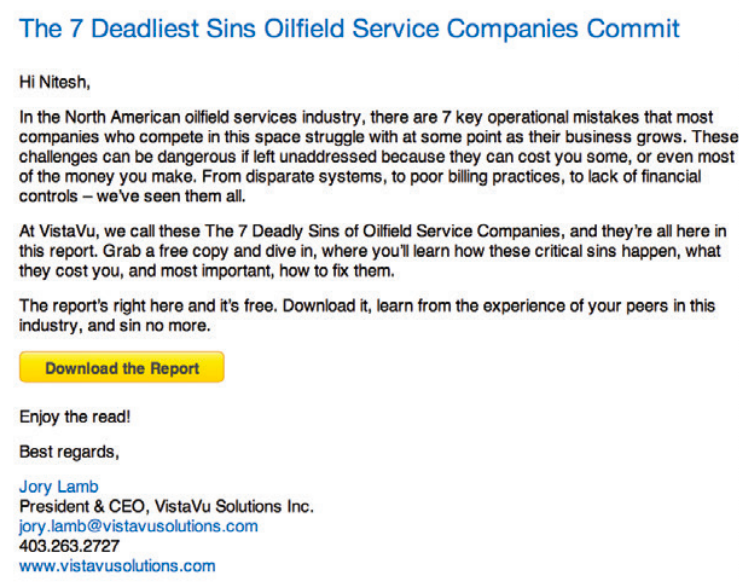 The 7 Deadliest Sins Oilfield Service Companies Commit
Hi Nitesh,
In the North American oilfield services industry, there are 7 key operational mistakes that most
companies who compete in this space struggle with at some point as their business grows. These
challenges can be dangerous if left unaddressed because they can cost you some, or even most
of the money you make. From disparate systems, to poor billing practices, to lack of financial
controls – we've seen them all.
At VistaVu, we call these The 7 Deadly Sins of Oilfield Service Companies, and they're all here in
this report. Grab a free copy and dive in, where you'll learn how these critical sins happen, what
they cost you, and most important, how to fix them.
The report's right here and it's free. Download it, learn from the experience of your peers in this
industry, and sin no more.
Download the Report
Enjoy the read!
Best regards,
Jory Lamb
President & CEO, VistaVu Solutions Inc.
jory.lamb@vistavusolutions.com
403.263.2727
www.vistavusolutions.com